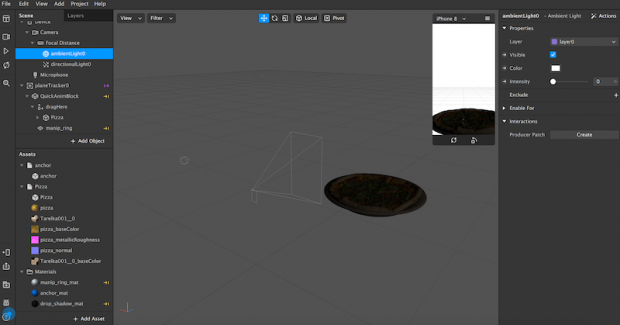 File Edit View Add Project Help
Scene
Layers
Device
Camera
Focal Distance
ambientLight0
directionalLight0
Microphone
planeTracker0
QuickAnimBlock
dragHere
Pizza
manip_ring
+ Add Object
Assets
anchor
anchor
Pizza
Pizza
pizza
Tarelka001__0
pizza_baseColor
pizza_metallicRoughness
pizza_normal
Tarelka001__0_baseColor
Materials
manip_ring_mat
anchor_mat
drop_shadow_mat
+ Add Asset
View
Filter
Local
Pivot
iPhone 8
ambientLight0 - Ambient Light
Actions
Properties
Layer
layer0
Visible
Color
Intensity
0
Exclude
+
Enable For
Interactions
Producer Patch
Create